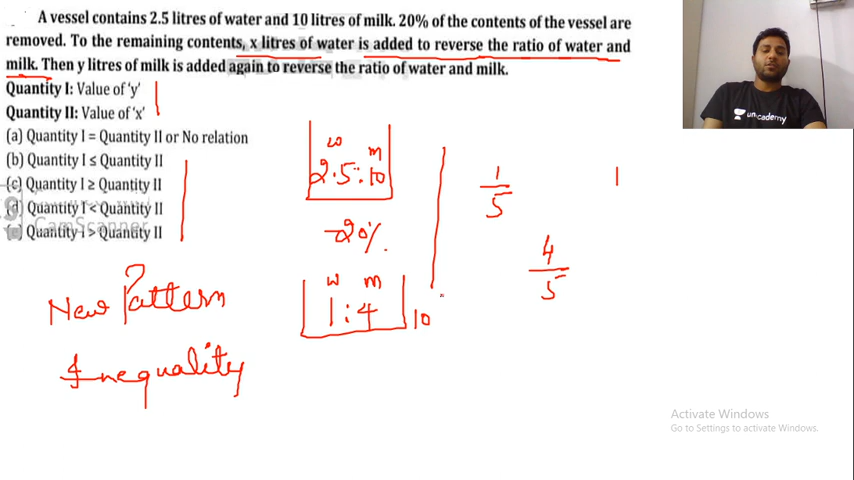 A vessel contains 2.5 litres of water and 10 litres of milk. 20% of the contents of the vessel are
removed. To the remaining contents, x litres of water is added to reverse the ratio of water and
milk. Then y litres of milk is added again to reverse the ratio of water and milk.
Quantity I: Value of 'y'
Quantity II: Value of 'x'
(a) Quantity I = Quantity II or No relation
(b) Quantity I ≤ Quantity II
(c) Quantity I ≥ Quantity II
(d) Quantity I < Quantity II
(e) Quantity I > Quantity II
CamScanner
w m
2.5:10
-20%.
w m
1:4
10
1
5
4
5
1
New Pattern
Inequality
unacademy
Activate Windows
Go to Settings to activate Windows.